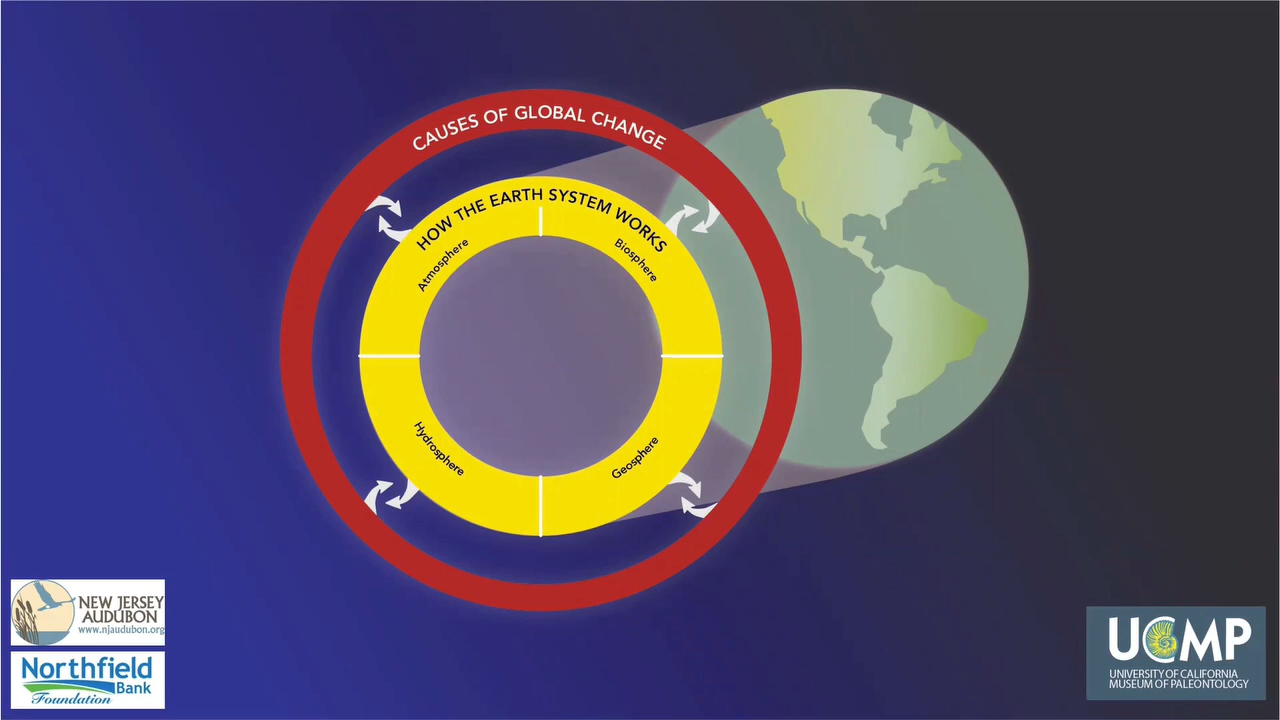 CAUSES OF GLOBAL CHANGE
HOW THE EARTH SYSTEM WORKS
Atmosphere
Biosphere
Hydrosphere
Geosphere
NEW JERSEY
AUDUBON
www.njaudubon.org
Northfield
Bank
Foundation
UCMP
UNIVERSITY OF CALIFORNIA
MUSEUM OF PALEONTOLOGY